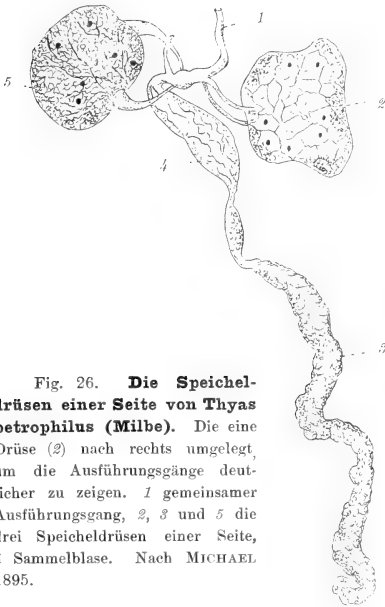 1
5
2
4
3
Fig. 26. Die Speichel-
drüsen einer Seite von Thyas
petrophilus (Milbe). Die eine
Drüse (2) nach rechts umgelegt,
um die Ausführungsgänge deut-
licher zu zeigen. 1 gemeinsamer
Ausführungsgang, 2, 3 und 5 die
drei Speicheldrüsen einer Seite,
4 Sammelblase. Nach MICHAEL
1895.